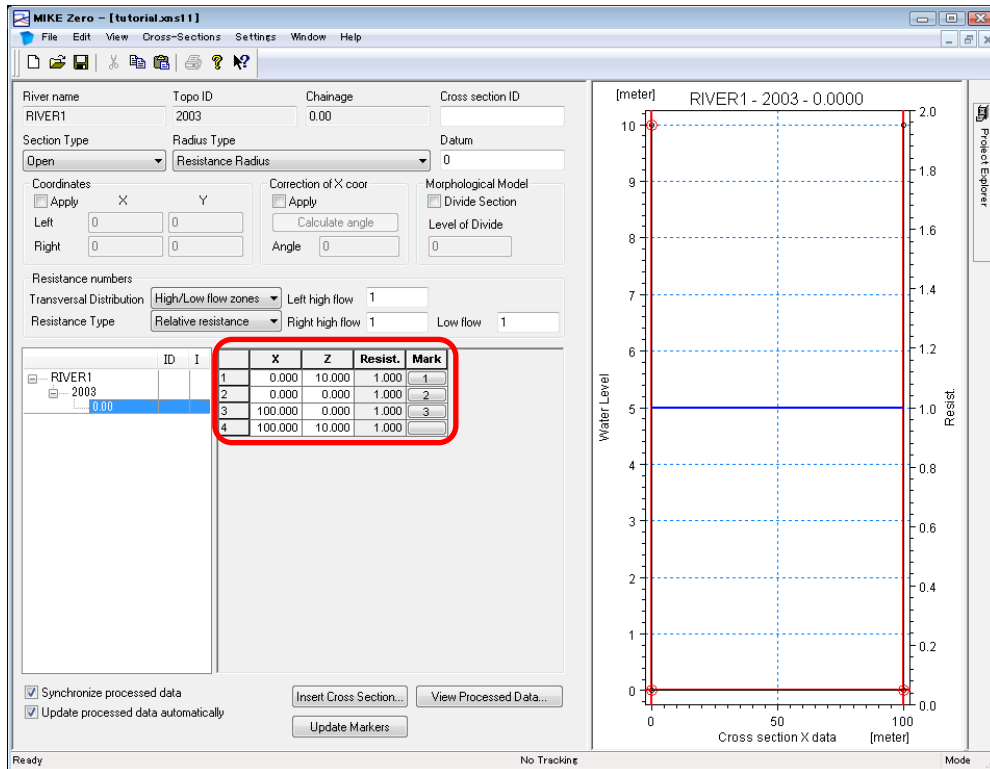 MIKE Zero - [tutorial.xns11]
File Edit View Cross-Sections Settings Window Help
River name Topo ID Chainage Cross section ID
RIVER1 2003 0.00
Section Type Radius Type Datum
Open Resistance Radius 0
Coordinates Correction of X coor Morphological Model
Apply X Y Apply Divide Section
Left 0 0 Calculate angle Level of Divide
Right 0 0 Angle 0 0
Resistance numbers
Transversal Distribution High/Low flow zones Left high flow 1
Resistance Type Relative resistance Right high flow 1 Low flow 1
ID I
RIVER1
2003
0.00
X Z Resist. Mark
1 0.000 10.000 1.000 1
2 0.000 0.000 1.000 2
3 100.000 0.000 1.000 3
4 100.000 10.000 1.000
Synchronize processed data
Update processed data automatically
Insert Cross Section... View Processed Data...
Update Markers
[meter] RIVER1 - 2003 - 0.0000
10
9
8
7
6
5
4
3
2
1
0
Water Level
2.0
1.8
1.6
1.4
1.2
1.0
0.8
0.6
0.4
0.2
0.0
Resist.
0 50 100
Cross section X data [meter]
Project Explorer
Ready No Tracking Mode